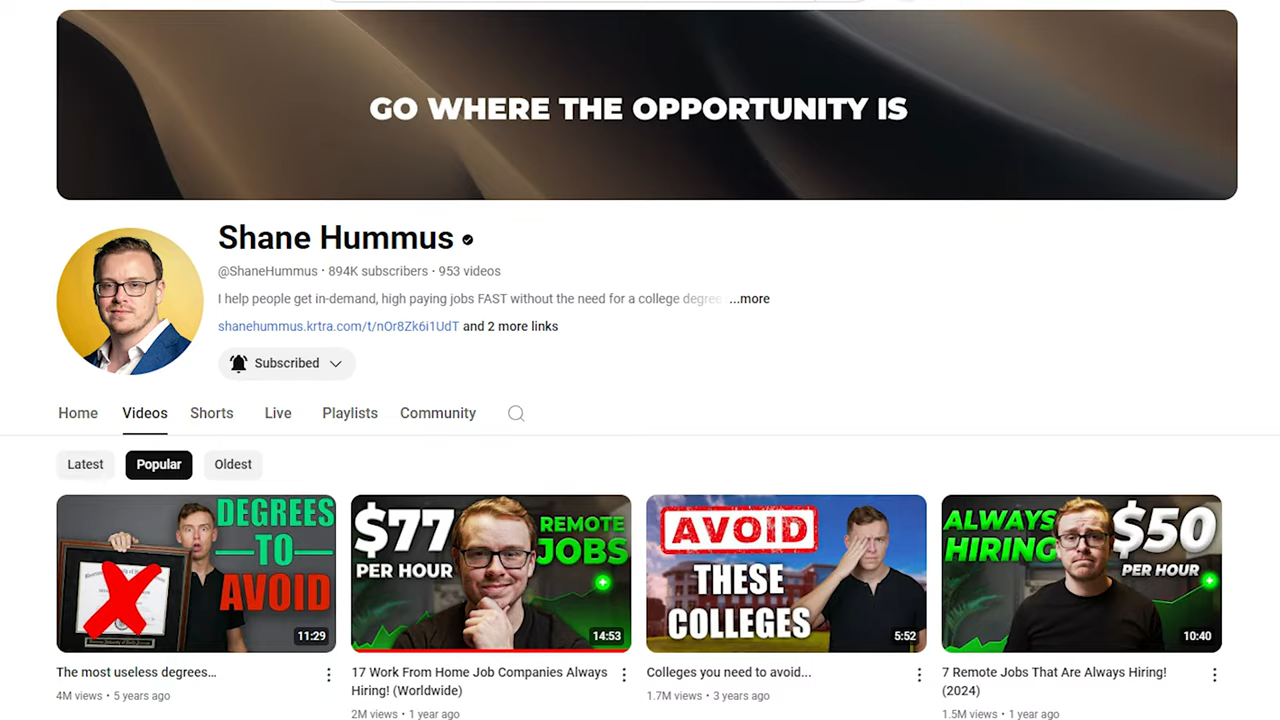 GO WHERE THE OPPORTUNITY IS
Shane Hummus
@ShaneHummus • 894K subscribers • 953 videos
I help people get in-demand, high paying jobs FAST without the need for a college degree ...more
shanehummus.krtra.com/t/nOr8Zk6i1UdT and 2 more links
Subscribed
Home Videos Shorts Live Playlists Community
Latest Popular Oldest
DEGREES
TO
AVOID
11:29
$77
PER HOUR
REMOTE
JOBS
14:53
AVOID
THESE
COLLEGES
5:52
ALWAYS
HIRING
$50
PER HOUR
10:40
The most useless degrees…
4M views • 5 years ago
17 Work From Home Job Companies Always
Hiring! (Worldwide)
2M views • 1 year ago
Colleges you need to avoid...
1.7M views • 3 years ago
7 Remote Jobs That Are Always Hiring!
(2024)
1.5M views • 1 year ago